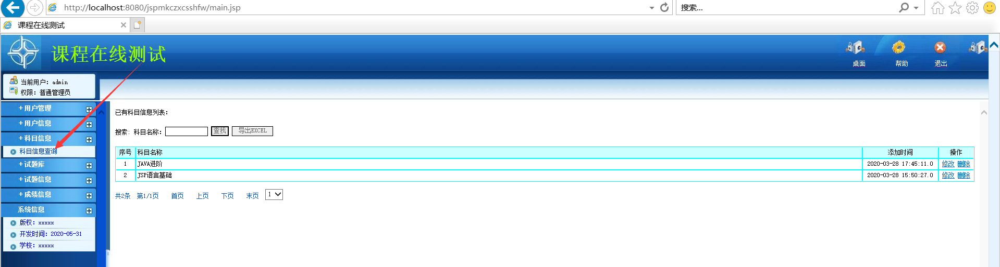 http://localhost:8080/jspmkczxcsshfw/main.jsp
搜索...
课程在线测试
课程在线测试
桌面 帮助 退出
当前用户：admin
权限：普通管理员
+用户管理
+用户信息
+科目信息
科目信息查询
+试题库
+试题信息
+成绩信息
系统信息
版权：xxxxx
开发时间：2020-05-31
学校：xxxxx
已有科目信息列表：
搜索：科目名称： 查找 导出EXCEL
序号 科目名称 添加时间 操作
1 JAVA进阶 2020-03-28 17:45:11.0 修改 删除
2 JSP语言基础 2020-03-28 15:50:27.0 修改 删除
共2条 第1/1页 首页 上页 下页 末页 1